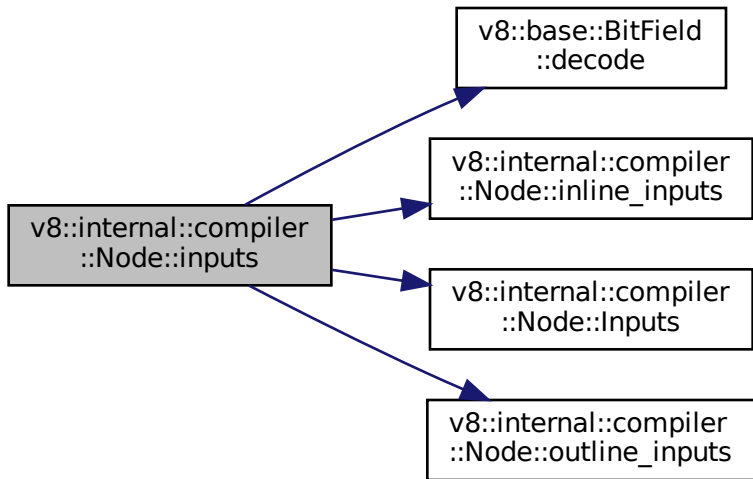 v8::internal::compiler
::Node::inputs
v8::base::BitField
::decode
v8::internal::compiler
::Node::inline_inputs
v8::internal::compiler
::Node::Inputs
v8::internal::compiler
::Node::outline_inputs